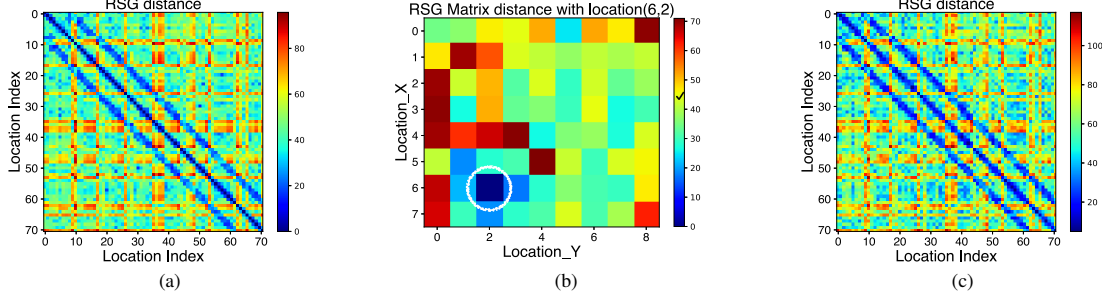 RSG distance
Location Index
0
10
20
30
40
50
60
70
0 10 20 30 40 50 60 70
Location Index
80
60
40
20
0
(a)
RSG Matrix distance with location(6,2)
Location_X
0
1
2
3
4
5
6
7
0 2 4 6 8
Location_Y
70
60
50
40
30
20
10
0
(b)
RSG distance
Location Index
0
10
20
30
40
50
60
70
0 10 20 30 40 50 60 70
Location Index
100
80
60
40
20
(c)